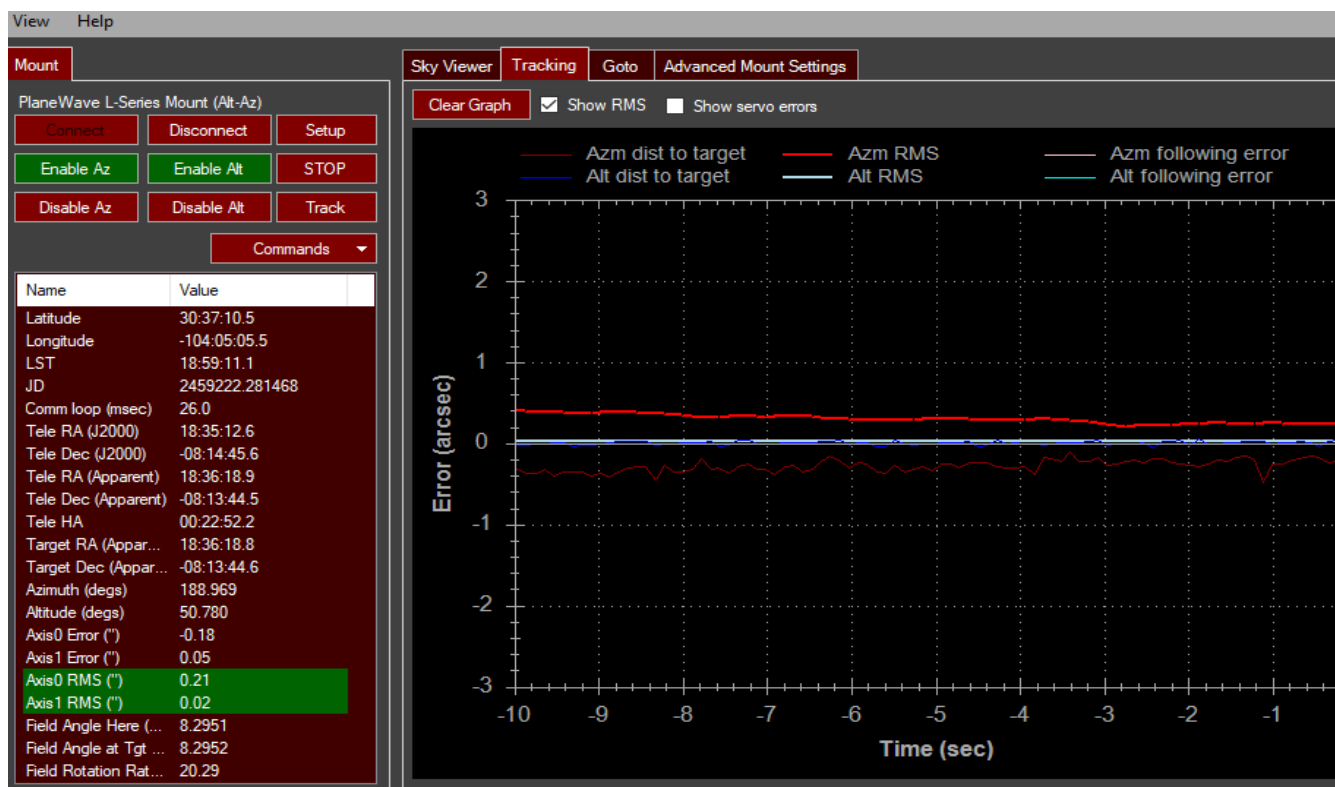 View Help
Mount
PlaneWave L-Series Mount (Alt-Az)
Connect Disconnect Setup
Enable Az Enable Alt STOP
Disable Az Disable Alt Track
Commands
Name Value
Latitude 30:37:10.5
Longitude -104:05:05.5
LST 18:59:11.1
JD 2459222.281468
Comm loop (msec) 26.0
Tele RA (J2000) 18:35:12.6
Tele Dec (J2000) -08:14:45.6
Tele RA (Apparent) 18:36:18.9
Tele Dec (Apparent) -08:13:44.5
Tele HA 00:22:52.2
Target RA (Appar... 18:36:18.8
Target Dec (Appar... -08:13:44.6
Azimuth (degs) 188.969
Altitude (degs) 50.780
Axis0 Error (") -0.18
Axis1 Error (") 0.05
Axis0 RMS (") 0.21
Axis1 RMS (") 0.02
Field Angle Here (... 8.2951
Field Angle at Tgt ... 8.2952
Field Rotation Rat... 20.29
Sky Viewer Tracking Goto Advanced Mount Settings
Clear Graph Show RMS Show servo errors
Azm dist to target Azm RMS Azm following error
Alt dist to target Alt RMS Alt following error
Error (arcsec)
3
2
1
0
-1
-2
-3
-10 -9 -8 -7 -6 -5 -4 -3 -2 -1
Time (sec)